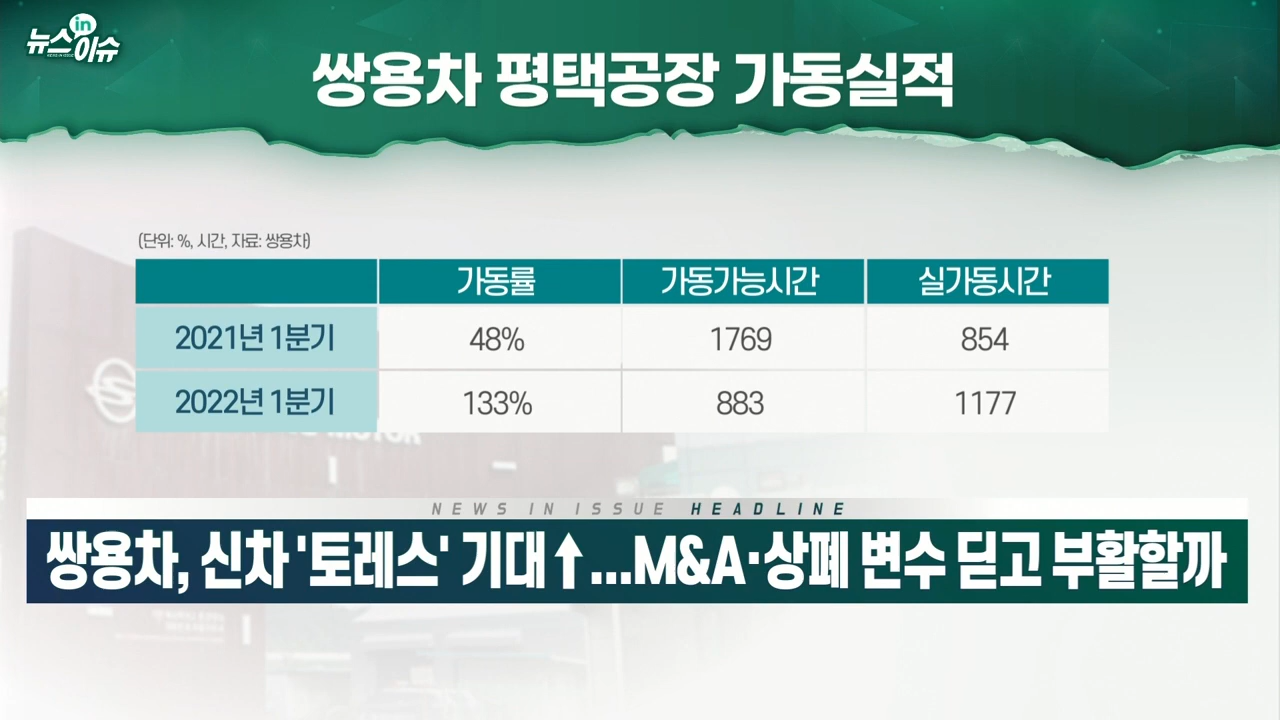 뉴스in이슈
쌍용차 평택공장 가동실적
(단위: %, 시간, 자료: 쌍용차)
가동률 가동가능시간 실가동시간
2021년 1분기 48% 1769 854
2022년 1분기 133% 883 1177
MOTOR
NEWS IN ISSUE HEADLINE
쌍용차, 신차 '토레스' 기대↑...M&A·상폐 변수 딛고 부활할까